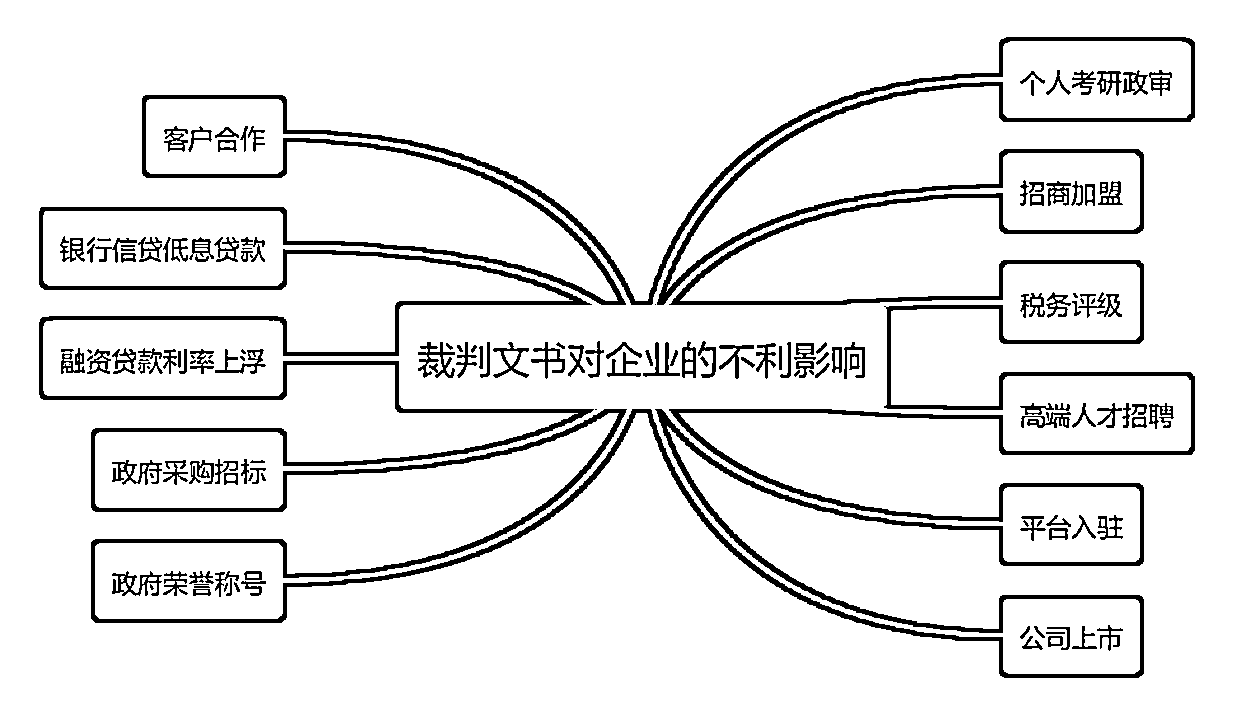 客户合作
银行信贷低息贷款
融资贷款利率上浮
政府采购招标
政府荣誉称号
裁判文书对企业的不利影响
个人考研政审
招商加盟
税务评级
高端人才招聘
平台入驻
公司上市